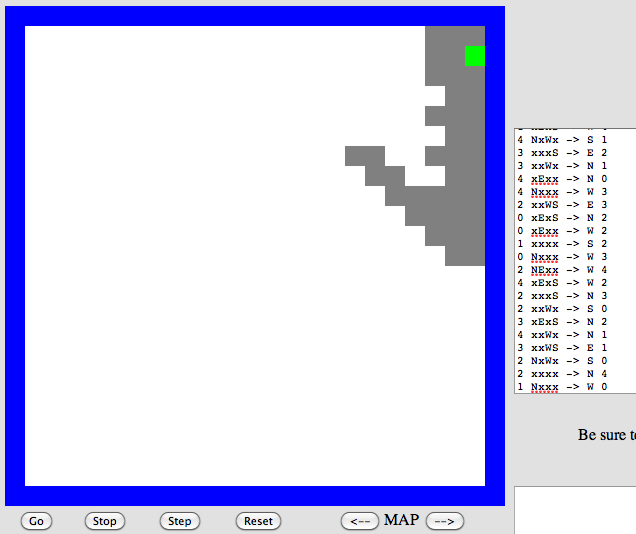 4 NxWx -> S 1
3 xxxS -> E 2
3 xxWx -> N 1
4 xExx -> N 0
4 Nxxx -> W 3
2 xxWS -> E 3
0 xExS -> N 2
0 xExx -> W 2
1 xxxx -> S 2
0 Nxxx -> W 3
2 NExx -> W 4
4 xExS -> W 2
2 xxxS -> N 3
2 xxWx -> S 0
3 xExS -> N 2
4 xxWx -> N 1
3 xxWS -> E 1
2 NxWx -> S 0
2 xxxx -> N 4
1 Nxxx -> W 0
Be sure
Go Stop Step Reset <-- MAP -->